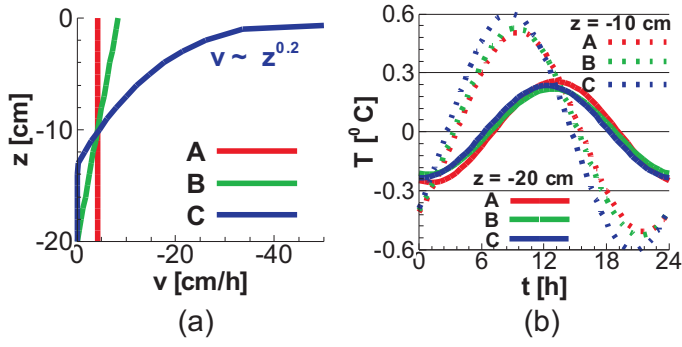 0
-10
-20
z [cm]
v ~ z^0.2
A
B
C
0
-20
-40
v [cm/h]
(a)
0.6
0.3
0
-0.3
-0.6
T [⁰ C]
z = -10 cm
A
B
C
z = -20 cm
A
B
C
0
6
12
18
24
t [h]
(b)